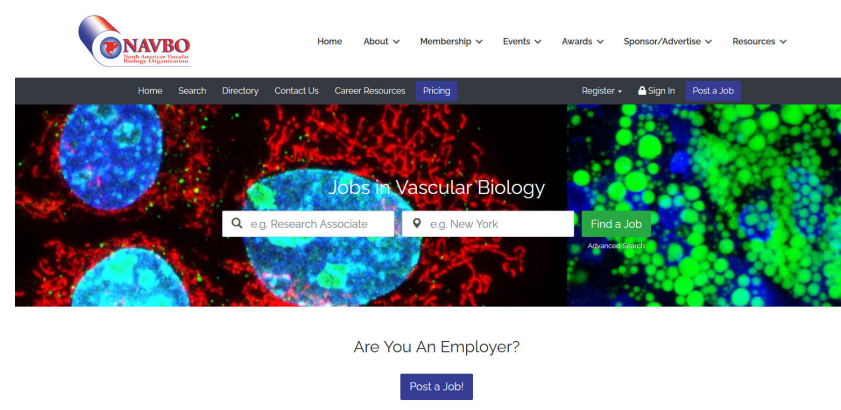 NAVBO
North American Vascular
Biology Organization
Home About Membership Events Awards Sponsor/Advertise Resources
Home Search Directory Contact Us Career Resources Pricing Register Sign In Post a Job
Jobs in Vascular Biology
e.g. Research Associate e.g. New York Find a Job
Advanced Search
Are You An Employer?
Post a Job!